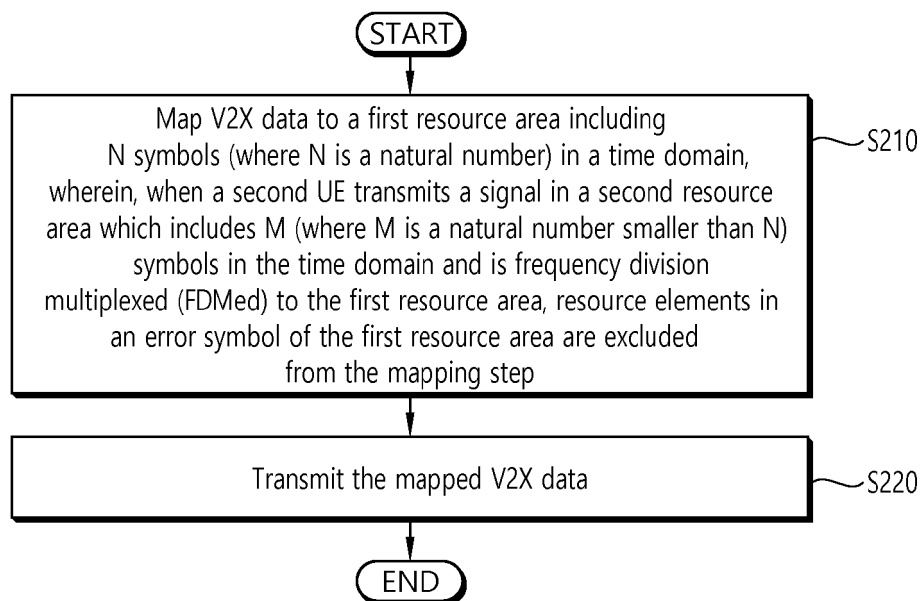 START
Map V2X data to a first resource area including
N symbols (where N is a natural number) in a time domain,
wherein, when a second UE transmits a signal in a second resource
area which includes M (where M is a natural number smaller than N)
symbols in the time domain and is frequency division
multiplexed (FDMed) to the first resource area, resource elements in
an error symbol of the first resource area are excluded
from the mapping step
S210
Transmit the mapped V2X data
S220
END